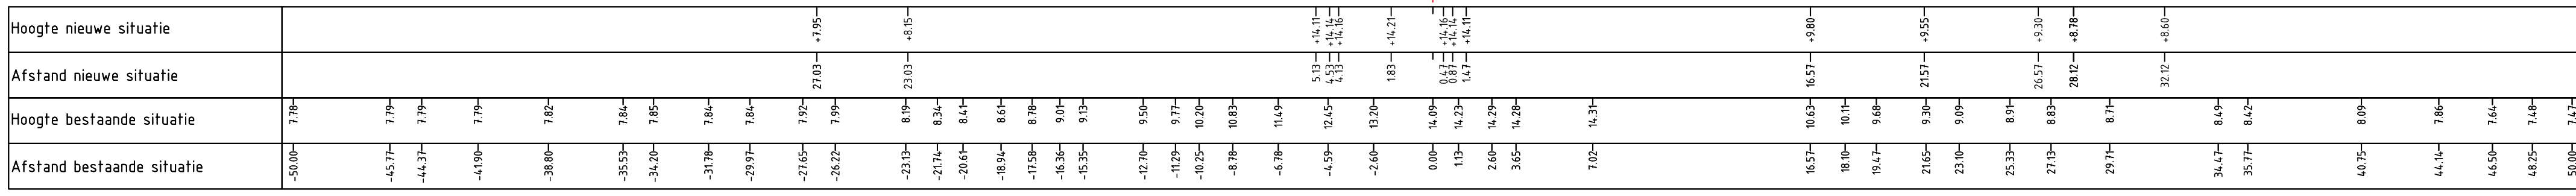 Hoogte nieuwe situatie +7.95 +8.15 +14.11 +14.14 +14.16 +14.21 +14.16 +14.14 +14.11 +9.80 +9.55 +9.30 +8.78 +8.60
Afstand nieuwe situatie 27.03 23.03 5.13 4.53 4.13 1.83 0.47 0.87 1.47 16.57 21.57 26.57 28.12 32.12
Hoogte bestaande situatie 7.78 7.79 7.79 7.79 7.82 7.84 7.85 7.84 7.84 7.92 7.99 8.19 8.34 8.41 8.61 8.78 9.01 9.13 9.50 9.77 10.20 10.83 11.49 12.45 13.20 14.09 14.23 14.29 14.28 14.31 10.63 10.11 9.68 9.30 9.09 8.91 8.83 8.71 8.49 8.42 8.09 7.86 7.64 7.48 7.47
Afstand bestaande situatie -50.00 -45.77 -44.37 -41.90 -38.80 -35.53 -34.20 -31.78 -29.97 -27.65 -26.22 -23.13 -21.74 -20.61 -18.94 -17.58 -16.36 -15.35 -12.70 -11.29 -10.25 -8.78 -6.78 -4.59 -2.60 0.00 1.13 2.60 3.65 7.02 16.57 18.10 19.47 21.65 23.10 25.33 27.13 29.71 34.47 35.77 40.75 44.14 46.50 48.25 50.00